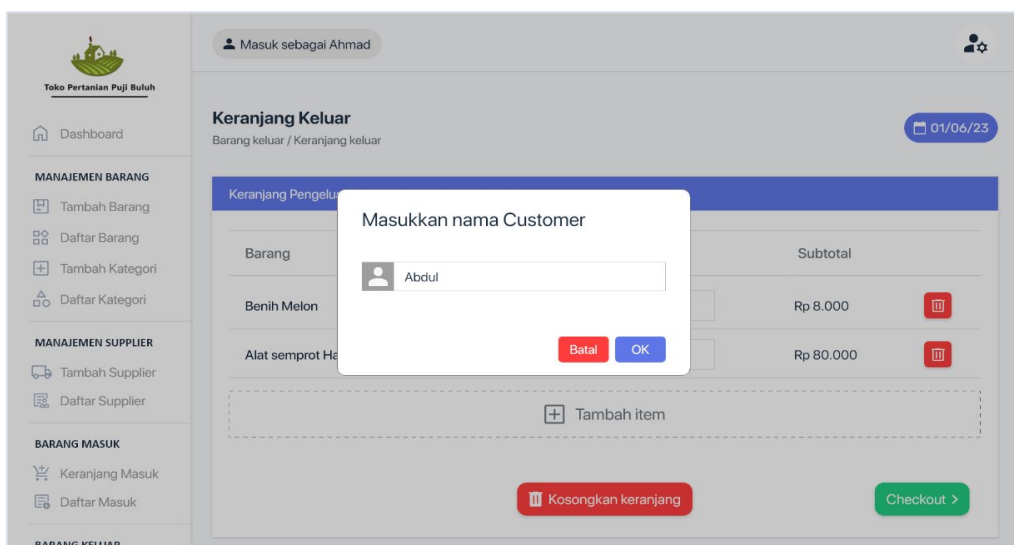 Toko Pertanian Puji Buluh
Dashboard
MANAJEMEN BARANG
Tambah Barang
Daftar Barang
Tambah Kategori
Daftar Kategori
MANAJEMEN SUPPLIER
Tambah Supplier
Daftar Supplier
BARANG MASUK
Keranjang Masuk
Daftar Masuk
BARANG KELUAR
Masuk sebagai Ahmad
Keranjang Keluar
Barang keluar / Keranjang keluar
01/06/23
Keranjang Pengelu
Barang
Subtotal
Benih Melon
Rp 8.000
Alat semprot Ha
Rp 80.000
Masukkan nama Customer
Abdul
Batal
OK
Tambah item
Kosongkan keranjang
Checkout >